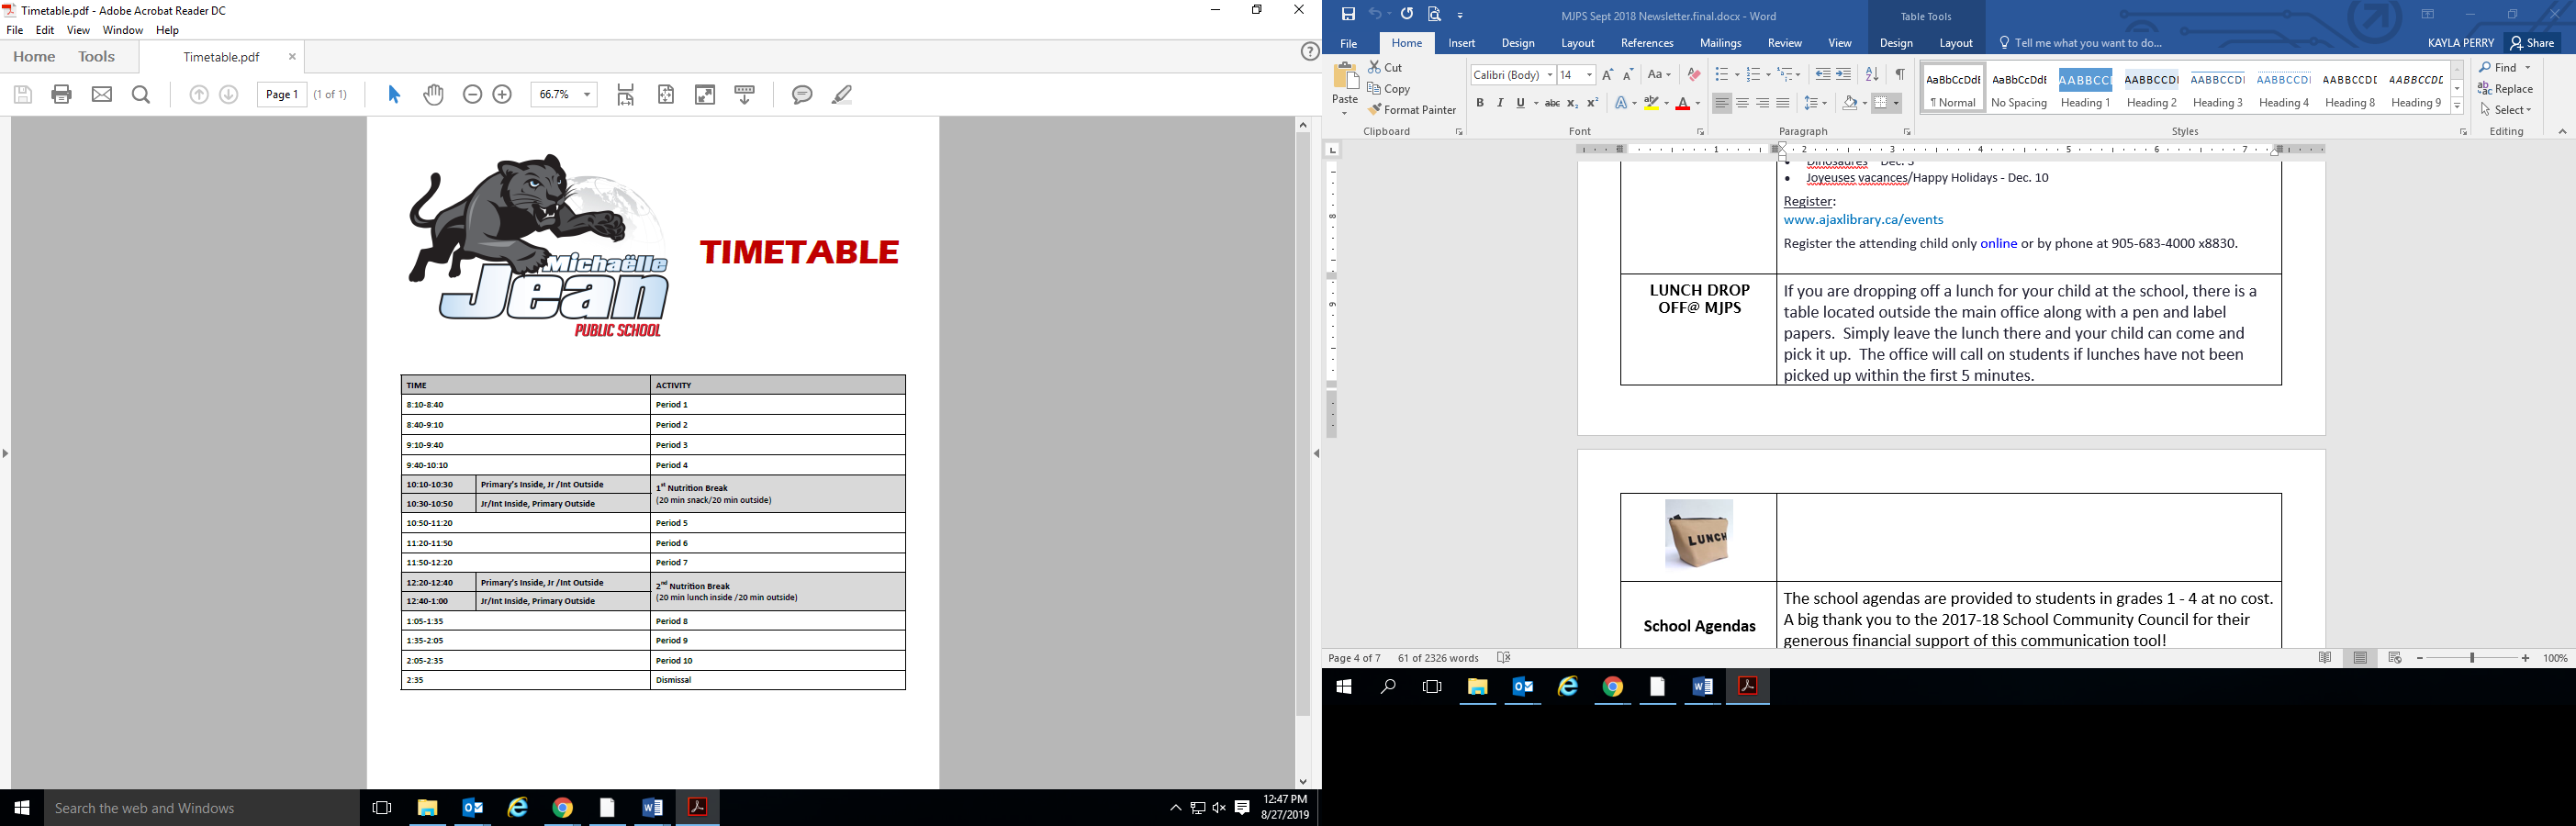 Timetable.pdf - Adobe Acrobat Reader DC
File Edit View Window Help
Home Tools Timetable.pdf
Page 1 (1 of 1) 66.7%
Michaëlle
Jean
PUBLIC SCHOOL
TIMETABLE
TIME ACTIVITY
8:10-8:40 Period 1
8:40-9:10 Period 2
9:10-9:40 Period 3
9:40-10:10 Period 4
10:10-10:30 Primary's Inside, Jr /Int Outside 1st Nutrition Break
(20 min snack/20 min outside)
10:30-10:50 Jr/Int Inside, Primary Outside
10:50-11:20 Period 5
11:20-11:50 Period 6
11:50-12:20 Period 7
12:20-12:40 Primary's Inside, Jr /Int Outside 2nd Nutrition Break
(20 min lunch inside /20 min outside)
12:40-1:00 Jr/Int Inside, Primary Outside
1:05-1:35 Period 8
1:35-2:05 Period 9
2:05-2:35 Period 10
2:35 Dismissal
Search the web and Windows
12:47 PM
8/27/2019
MJPS Sept 2018 Newsletter.final.docx - Word Table Tools
File Home Insert Design Layout References Mailings Review View Design Layout Tell me what you want to do... KAYLA PERRY Share
Paste Cut
Copy
Format Painter
Clipboard
Calibri (Body) 14
Font
Paragraph
AaBbCcDdE AaBbCcDdE AABBCCI AABBCCDI AABBCCDI AABBCCDI AABBCCDI AABBCCDL
¶ Normal No Spacing Heading 1 Heading 2 Heading 3 Heading 4 Heading 8 Heading 9
Styles
Find
Replace
Select
Editing
Dinosaures - Dec. 3
Joyeuses vacances/Happy Holidays - Dec. 10
Register:
www.ajaxlibrary.ca/events
Register the attending child only online or by phone at 905-683-4000 x8830.
LUNCH DROP
OFF@ MJPS
If you are dropping off a lunch for your child at the school, there is a
table located outside the main office along with a pen and label
papers. Simply leave the lunch there and your child can come and
pick it up. The office will call on students if lunches have not been
picked up within the first 5 minutes.
LUNCH
School Agendas
The school agendas are provided to students in grades 1 - 4 at no cost.
A big thank you to the 2017-18 School Community Council for their
generous financial support of this communication tool!
Page 4 of 7 61 of 2326 words 100%